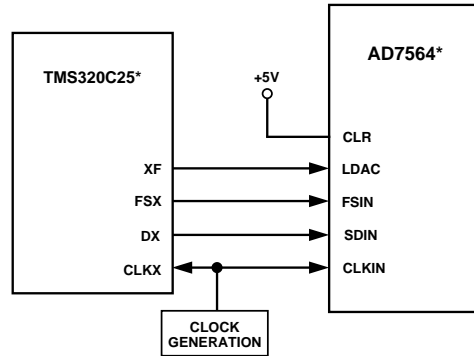 TMS320C25*
AD7564*
+5V
CLR
XF
LDAC
FSX
FSIN
DX
SDIN
CLKX
CLKIN
CLOCK
GENERATION